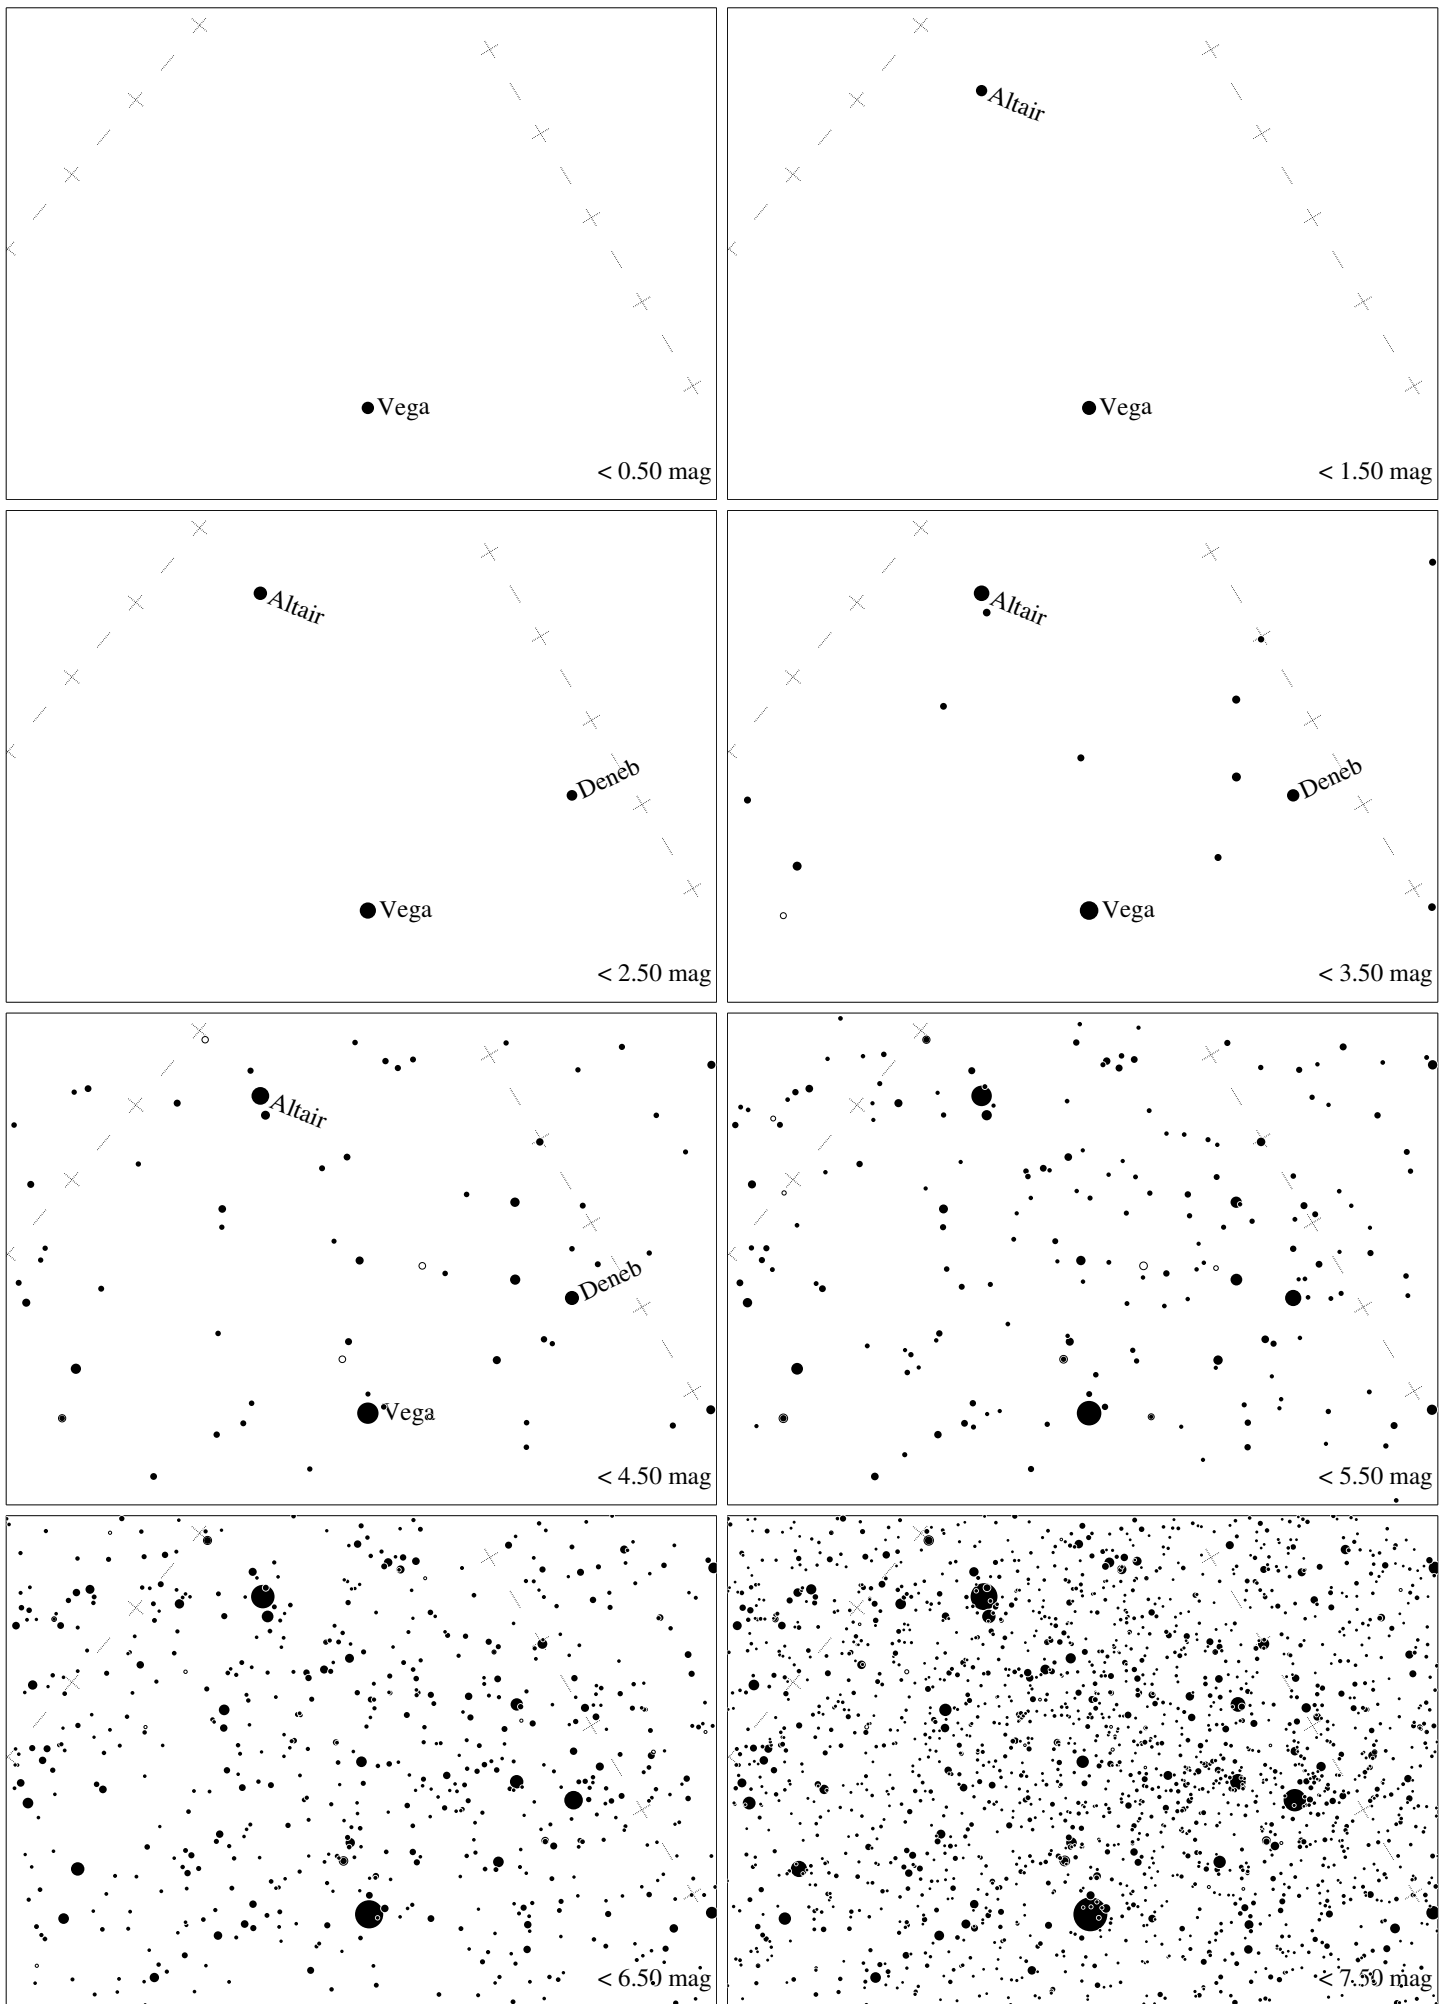 Vega
< 0.50 mag
Altair
Vega
< 1.50 mag
Altair
Deneb
Vega
< 2.50 mag
Altair
Deneb
Vega
< 3.50 mag
Altair
Deneb
Vega
< 4.50 mag
< 5.50 mag
< 6.50 mag
< 7.50 mag